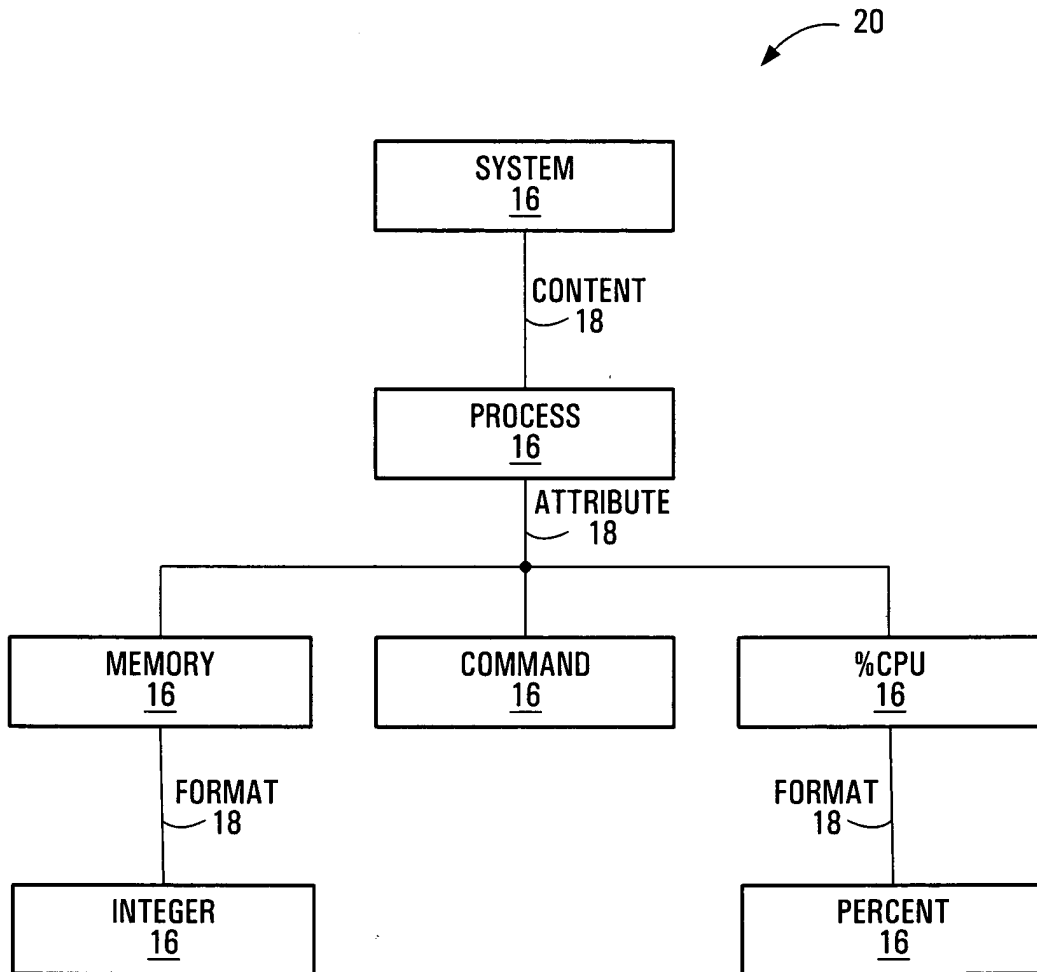 20
SYSTEM
16
CONTENT
18
PROCESS
16
ATTRIBUTE
18
MEMORY
16
COMMAND
16
%CPU
16
FORMAT
18
FORMAT
18
INTEGER
16
PERCENT
16